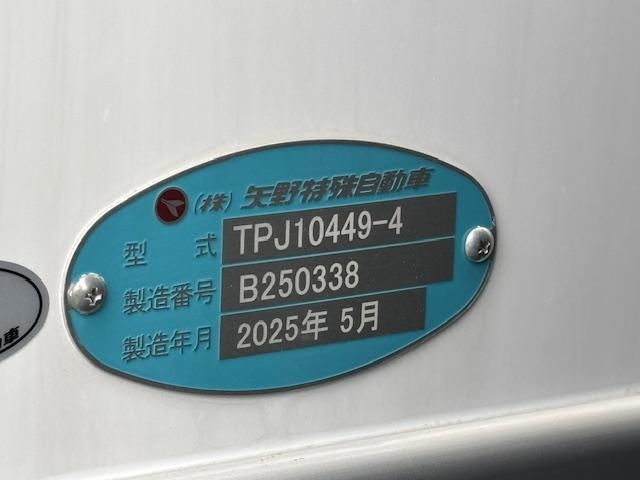 (株)矢野特殊自動車
型式 TPJ10449-4
製造番号 B250338
製造年月 2025年 5月
車